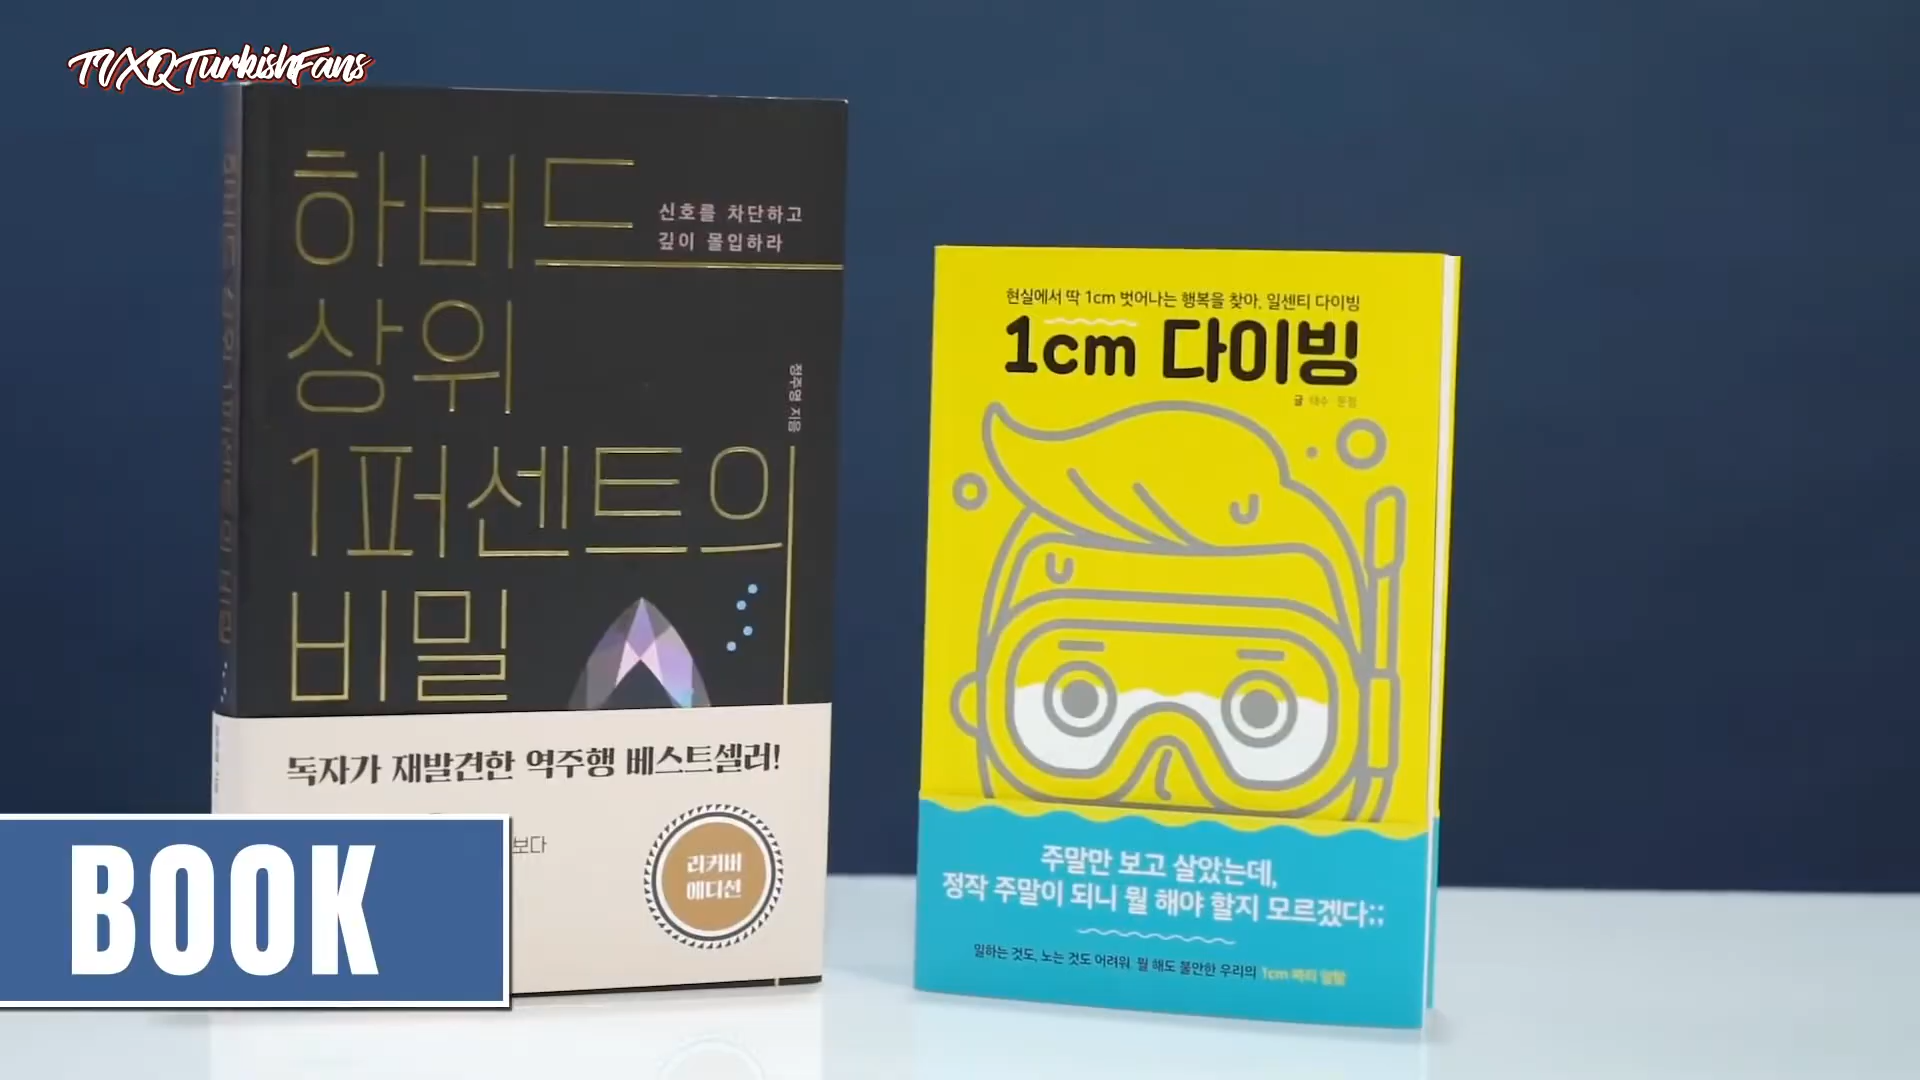 TVXQTurkishFans
하버드
상위
1퍼센트의
비밀
신호를 차단하고
깊이 몰입하라
정주영 지음
독자가 재발견한 역주행 베스트셀러!
보다
리커버
에디션
BOOK
현실에서 딱 1cm 벗어나는 행복을 찾아, 일센티 다이빙
1cm 다이빙
글 태수 문정
주말만 보고 살았는데,
정작 주말이 되니 뭘 해야 할지 모르겠다;;
일하는 것도, 노는 것도 어려워 뭘 해도 불안한 우리의 1cm